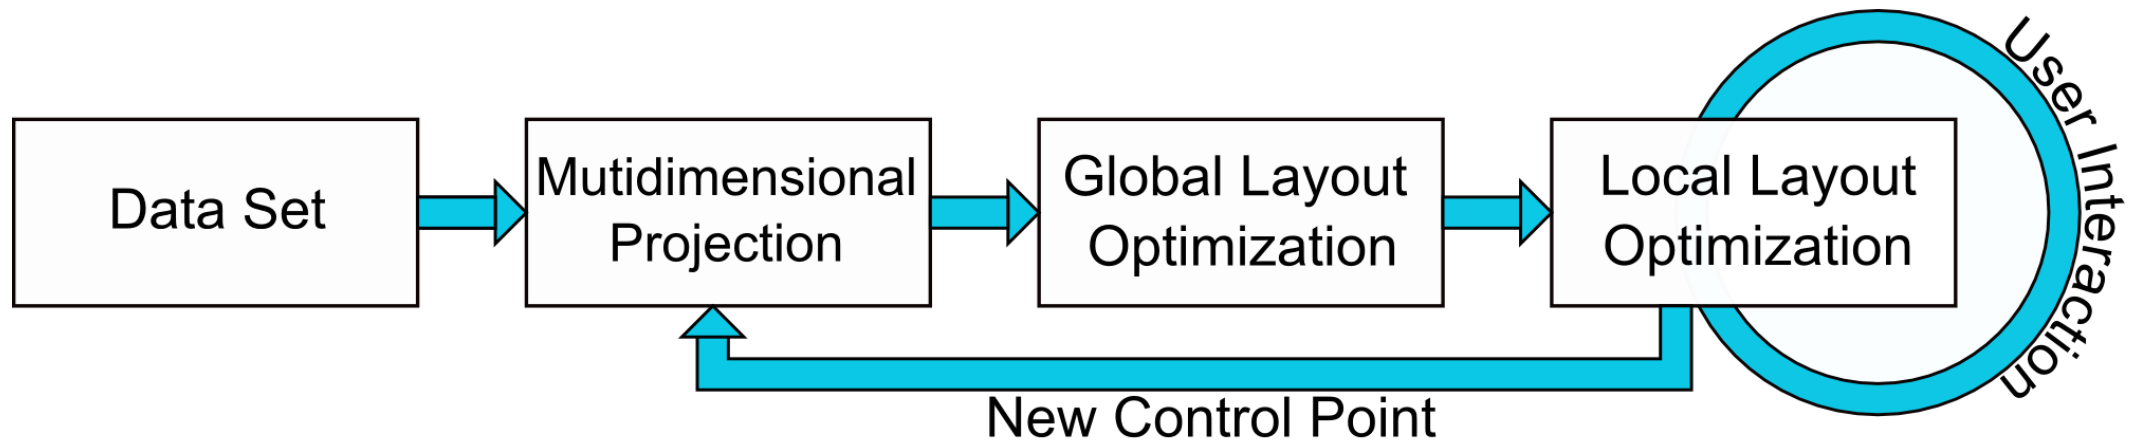 Data Set
Mutidimensional
Projection
Global Layout
Optimization
Local Layout
Optimization
User Interaction
New Control Point